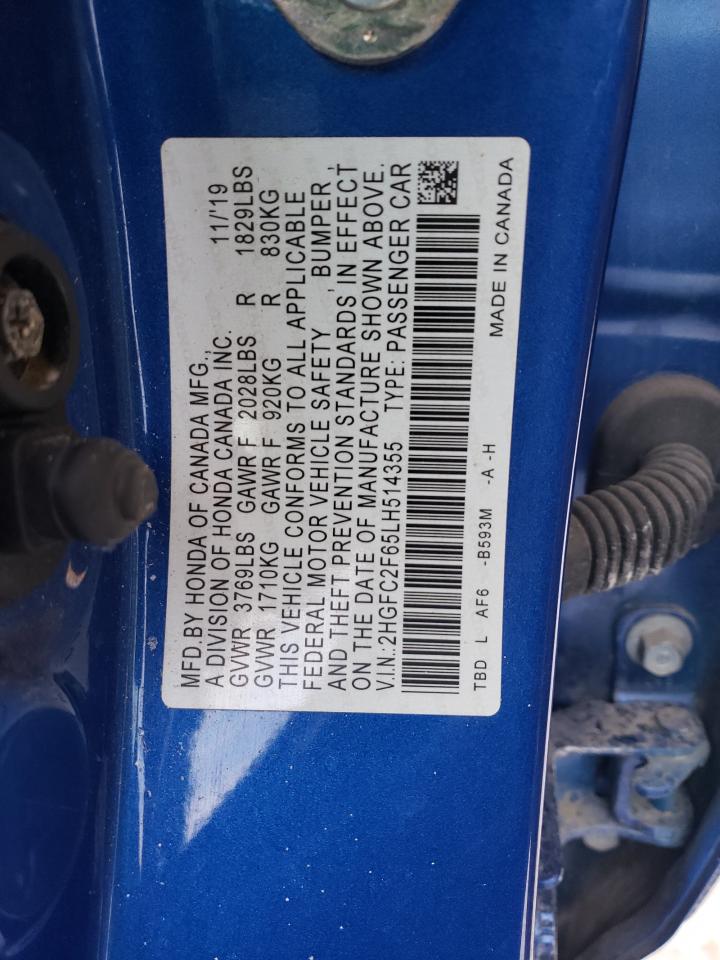 MFD.BY HONDA OF CANADA MFG., 11/'19
A DIVISION OF HONDA CANADA INC.
GVWR 3769LBS GAWR F 2028LBS R 1829LBS
GVWR 1710KG GAWR F 920KG R 830KG
THIS VEHICLE CONFORMS TO ALL APPLICABLE
FEDERAL MOTOR VEHICLE SAFETY , BUMPER ,
AND THEFT PREVENTION STANDARDS IN EFFECT
ON THE DATE OF MANUFACTURE SHOWN ABOVE.
V.I.N.:2HGFC2F65LH514355 TYPE: PASSENGER CAR
TBD L AF6 -B593M -A -H
MADE IN CANADA